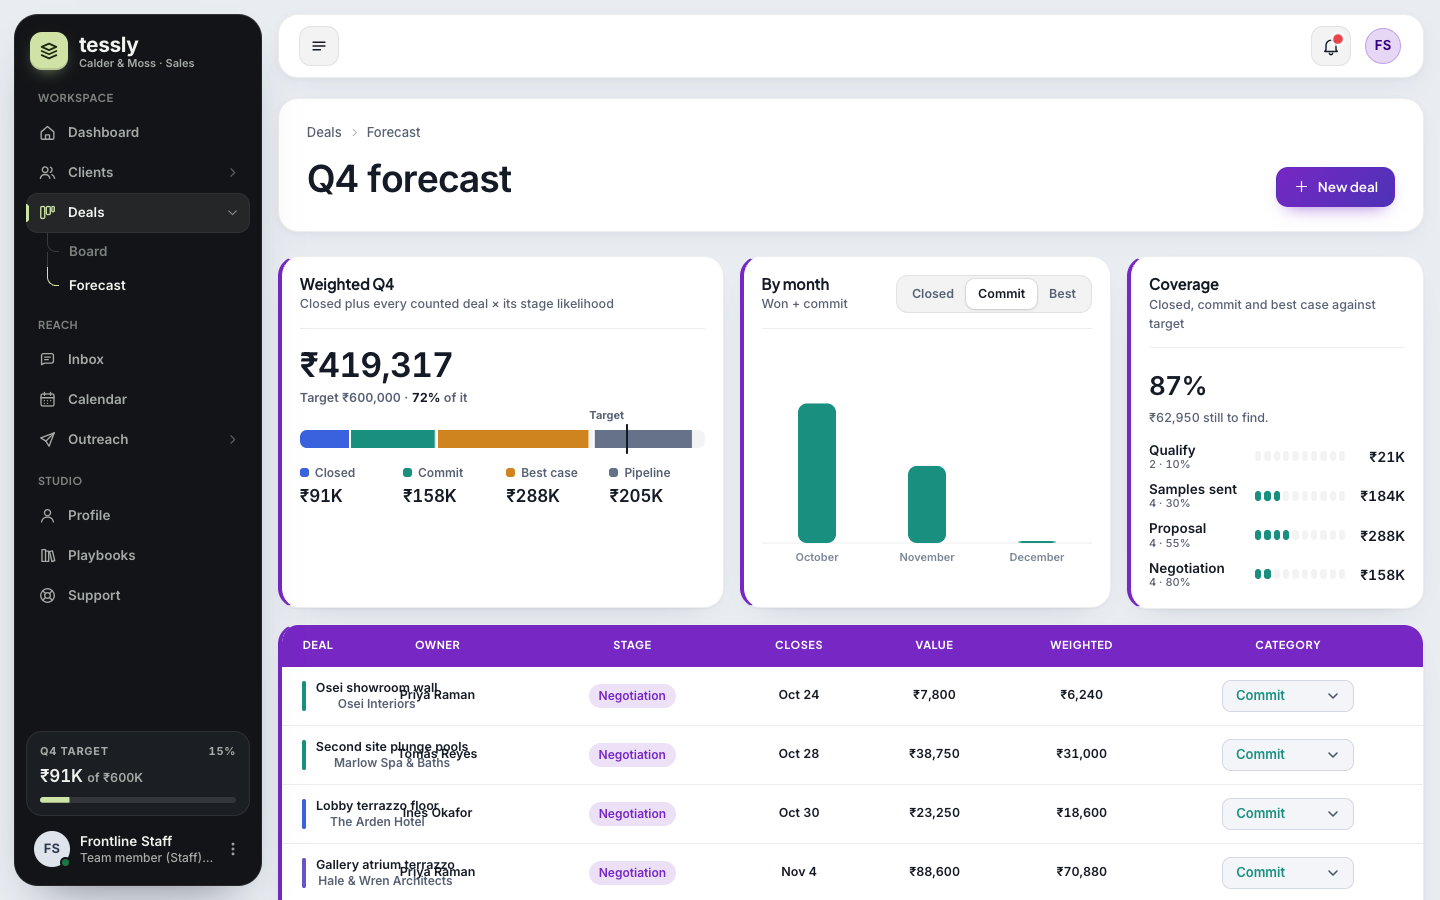 tessly
Calder & Moss · Sales
WORKSPACE
Dashboard
Clients
Deals
Board
Forecast
REACH
Inbox
Calendar
Outreach
STUDIO
Profile
Playbooks
Support
Q4 TARGET 15%
₹91K of ₹600K
FS
Frontline Staff
Team member (Staff)...
FS
Deals > Forecast
Q4 forecast
+ New deal
Weighted Q4
Closed plus every counted deal × its stage likelihood
₹419,317
Target ₹600,000 · 72% of it
Target
Closed Commit Best case Pipeline
₹91K ₹158K ₹288K ₹205K
By month
Won + commit
Closed Commit Best
October November December
Coverage
Closed, commit and best case against
target
87%
₹62,950 still to find.
Qualify
2 · 10%
₹21K
Samples sent
4 · 30%
₹184K
Proposal
4 · 55%
₹288K
Negotiation
4 · 80%
₹158K
DEAL OWNER STAGE CLOSES VALUE WEIGHTED CATEGORY
Osei showroom wall
Osei Interiors
Priya Raman Negotiation Oct 24 ₹7,800 ₹6,240 Commit
Second site plunge pools
Marlow Spa & Baths
Tomás Reyes Negotiation Oct 28 ₹38,750 ₹31,000 Commit
Lobby terrazzo floor
The Arden Hotel
Ines Okafor Negotiation Oct 30 ₹23,250 ₹18,600 Commit
Gallery atrium terrazzo
Hale & Wren Architects
Priya Raman Negotiation Nov 4 ₹88,600 ₹70,880 Commit